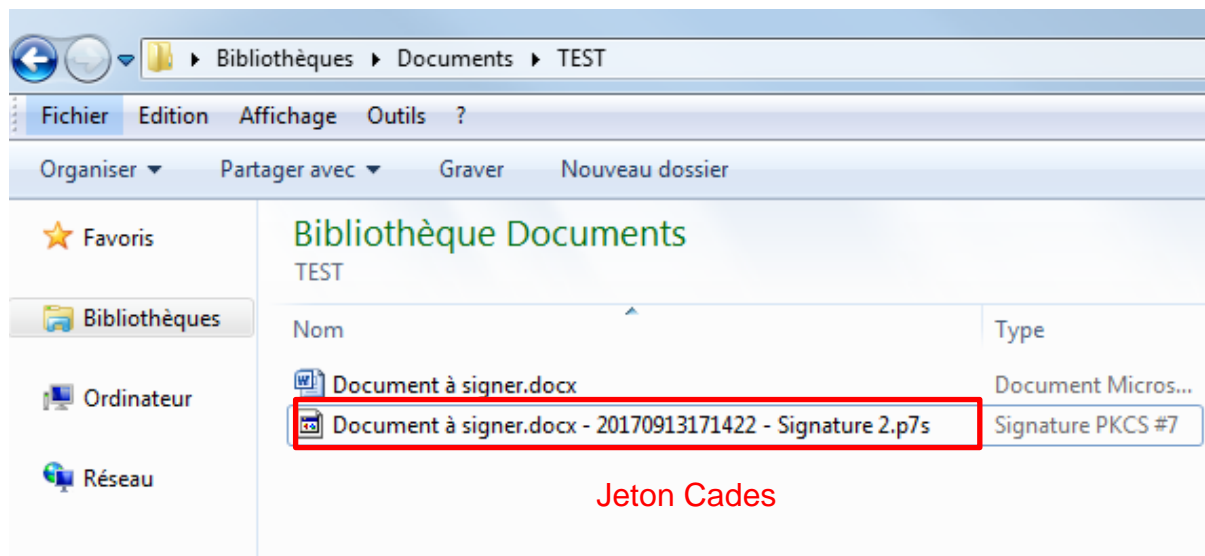 Bibliothèques Documents TEST
Fichier Edition Affichage Outils ?
Organiser Partager avec Graver Nouveau dossier
Favoris
Bibliothèque Documents
TEST
Bibliothèques
Nom Type
Ordinateur
Document à signer.docx Document Micros...
Document à signer.docx - 20170913171422 - Signature 2.p7s Signature PKCS #7
Réseau
Jeton Cades